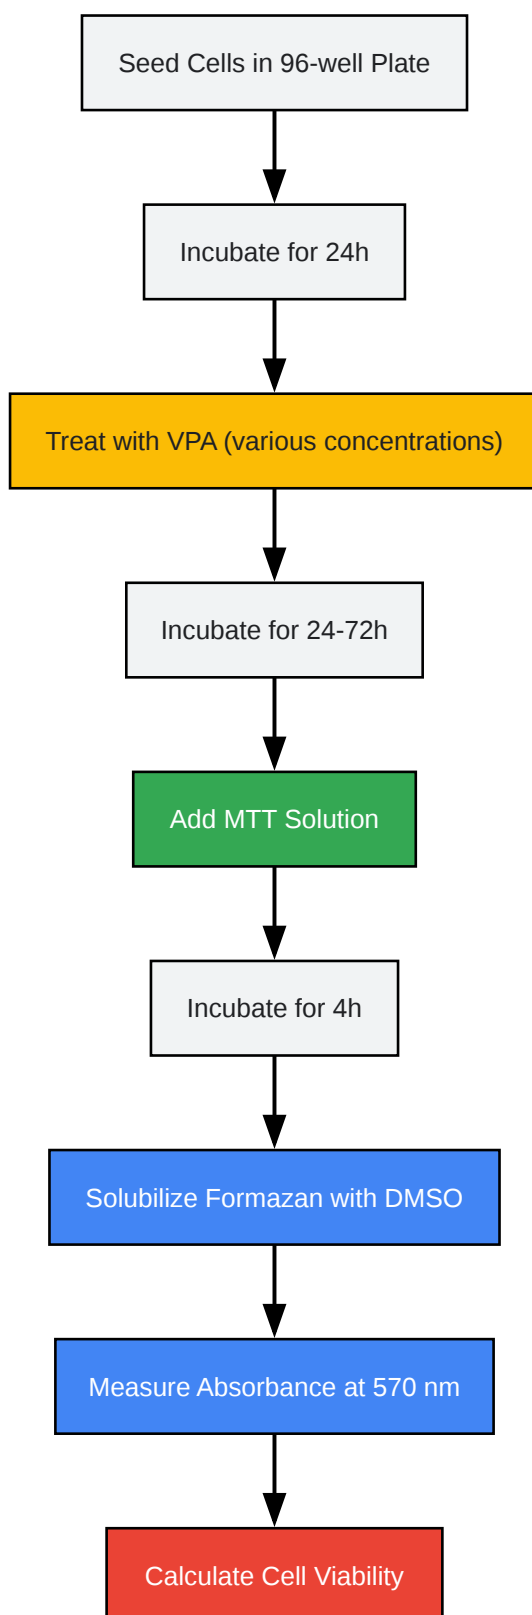 Seed Cells in 96-well Plate
Incubate for 24h
Treat with VPA (various concentrations)
Incubate for 24-72h
Add MTT Solution
Incubate for 4h
Solubilize Formazan with DMSO
Measure Absorbance at 570 nm
Calculate Cell Viability